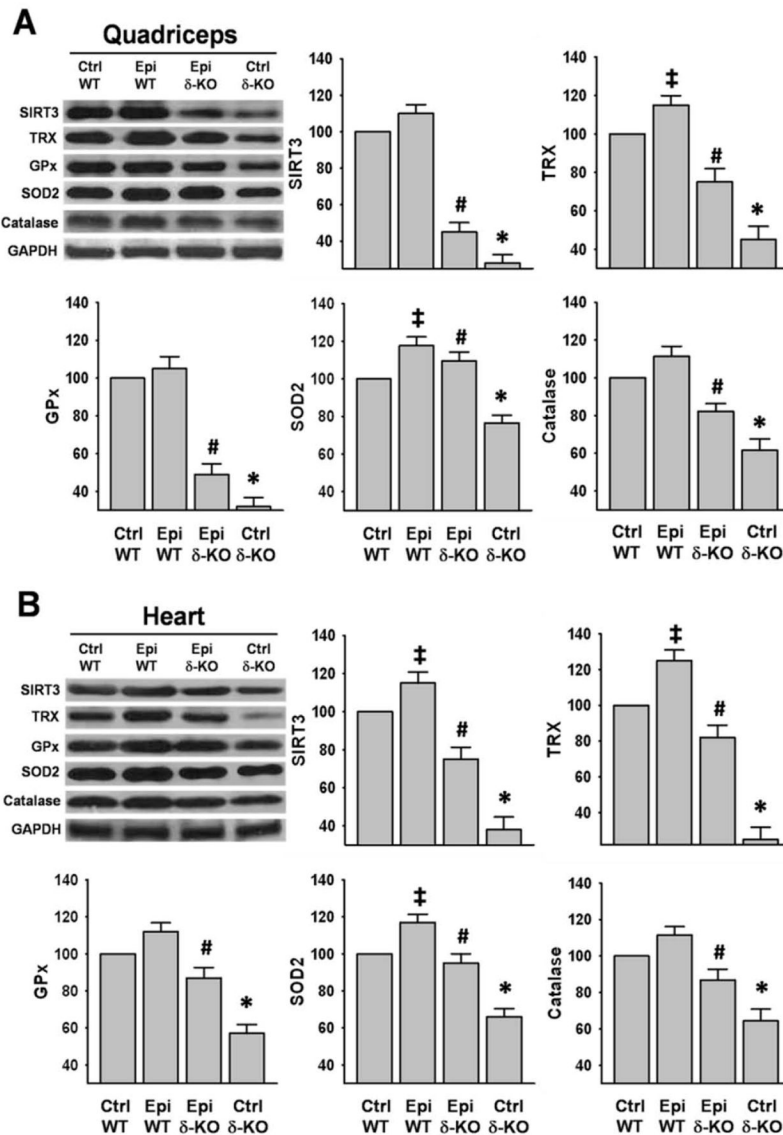 A
Quadriceps
Ctrl Epi Epi Ctrl
WT WT δ-KO δ-KO
SIRT3
TRX
GPx
SOD2
Catalase
GAPDH
140
120
100
80
60
40
SIRT3
#
*
140
120
100
80
60
40
TRX
‡
#
*
140
120
100
80
60
40
GPx
#
*
Ctrl Epi Epi Ctrl
WT WT δ-KO δ-KO
140
120
100
80
60
40
SOD2
‡
#
*
Ctrl Epi Epi Ctrl
WT WT δ-KO δ-KO
140
120
100
80
60
40
Catalase
#
*
Ctrl Epi Epi Ctrl
WT WT δ-KO δ-KO
B
Heart
Ctrl Epi Epi Ctrl
WT WT δ-KO δ-KO
SIRT3
TRX
GPx
SOD2
Catalase
GAPDH
140
120
100
80
60
40
SIRT3
‡
#
*
140
120
100
80
60
40
TRX
‡
#
*
140
120
100
80
60
40
GPx
#
*
Ctrl Epi Epi Ctrl
WT WT δ-KO δ-KO
140
120
100
80
60
40
SOD2
‡
#
*
Ctrl Epi Epi Ctrl
WT WT δ-KO δ-KO
140
120
100
80
60
40
Catalase
#
*
Ctrl Epi Epi Ctrl
WT WT δ-KO δ-KO